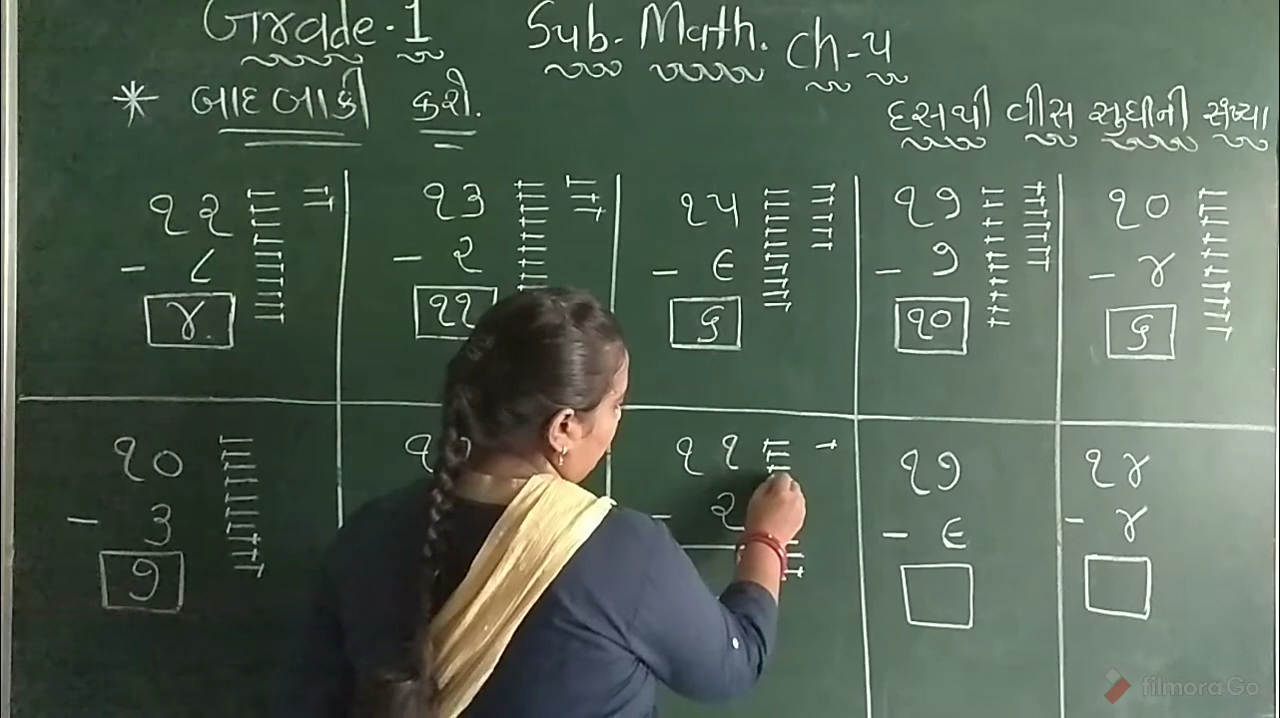 Grade-1 Sub- Math. Ch-૫
* બાદબાકી કરો. દસથી વીસ સુધીની સંખ્યા
૧૨ ૧૩ ૧૫ ૧૭ ૧૦
- ૮ - ૨ - ૯ - ૭ - ૪
૪. ૧૧ ૬ ૧૦ ૬
૧૦ ૧૧ ૧૭ ૧૪
- ૩ - ૨ - ૯ - ૪
૭
filmora Go